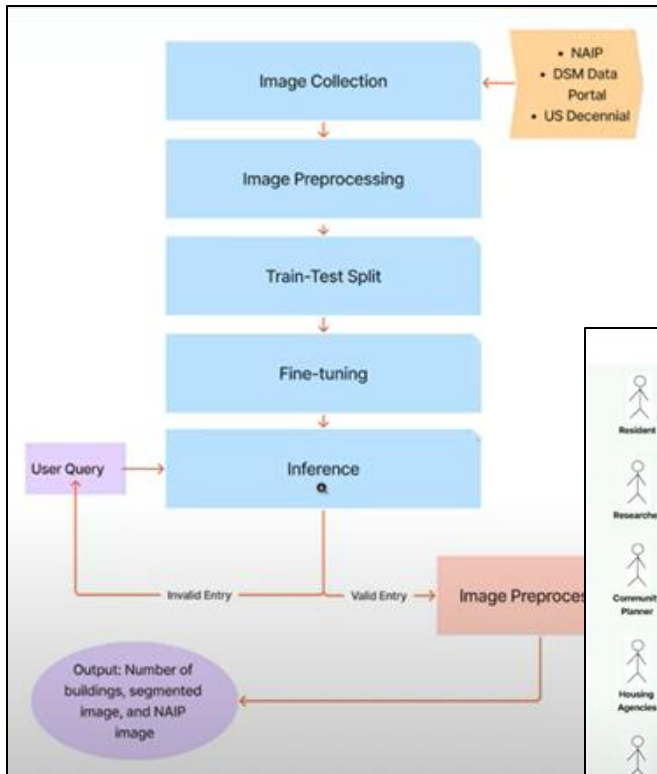 Image Collection
• NAIP
• DSM Data
Portal
• US Decennial
Image Preprocessing
Train-Test Split
Fine-tuning
User Query
Inference
Invalid Entry
Valid Entry
Image Preproces
Output: Number of
buildings, segmented
image, and NAIP
image
Resident
Researche
Communit
Planner
Housing
Agencies